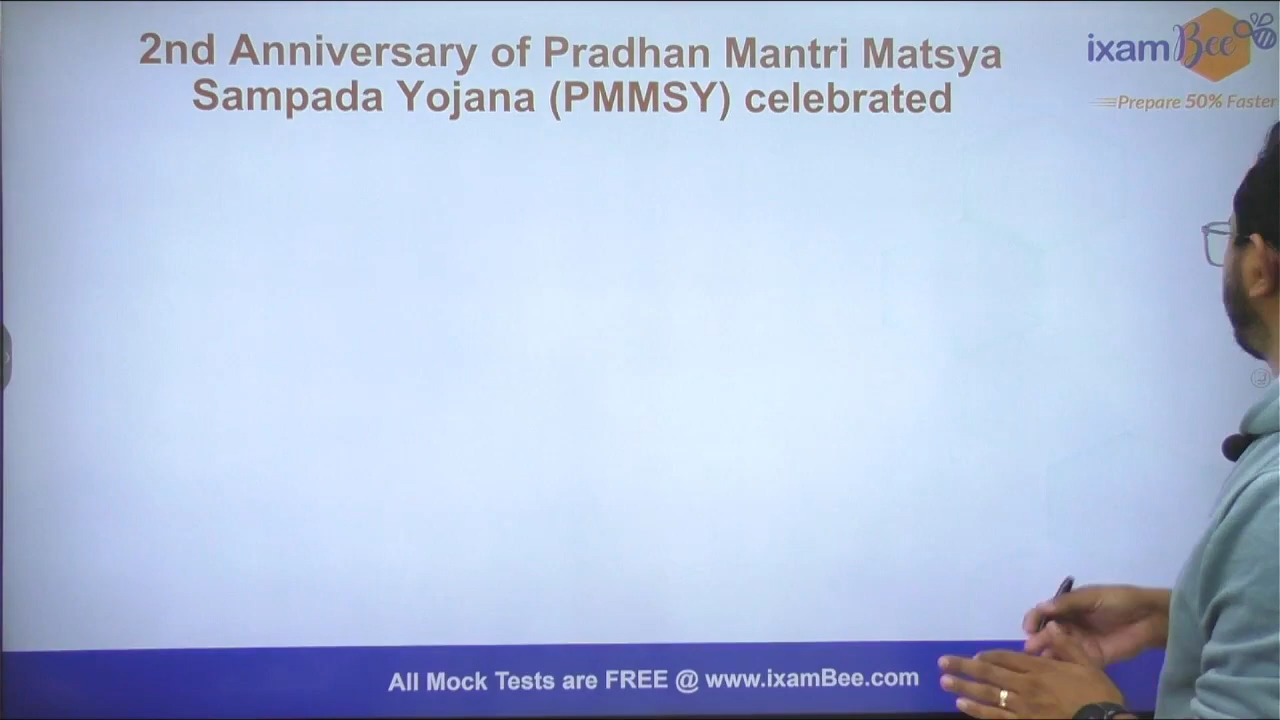 2nd Anniversary of Pradhan Mantri Matsya
Sampada Yojana (PMMSY) celebrated
ixamBee
Prepare 50% Faster
All Mock Tests are FREE @ www.ixamBee.com